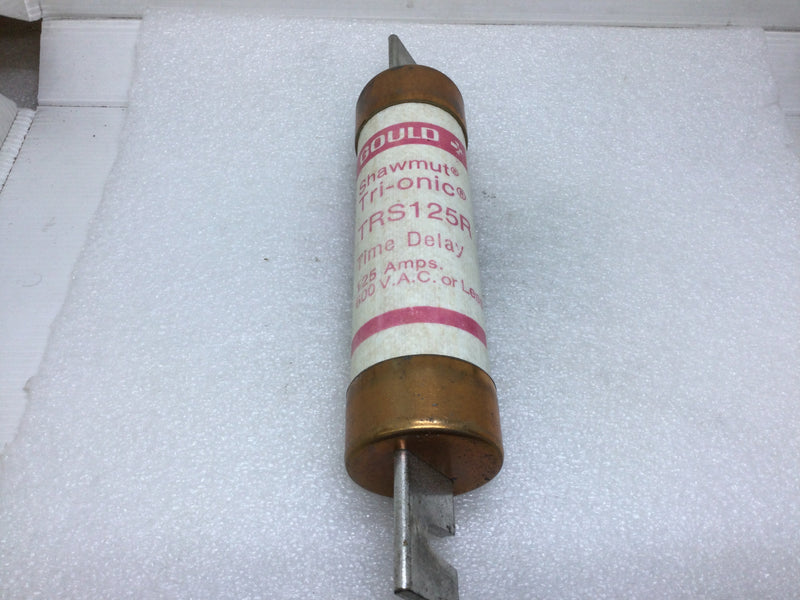 GOULD
Shawmut®
Tri-onic®
TRS125R
Time Delay
125 Amps.
600 V.A.C. or Less